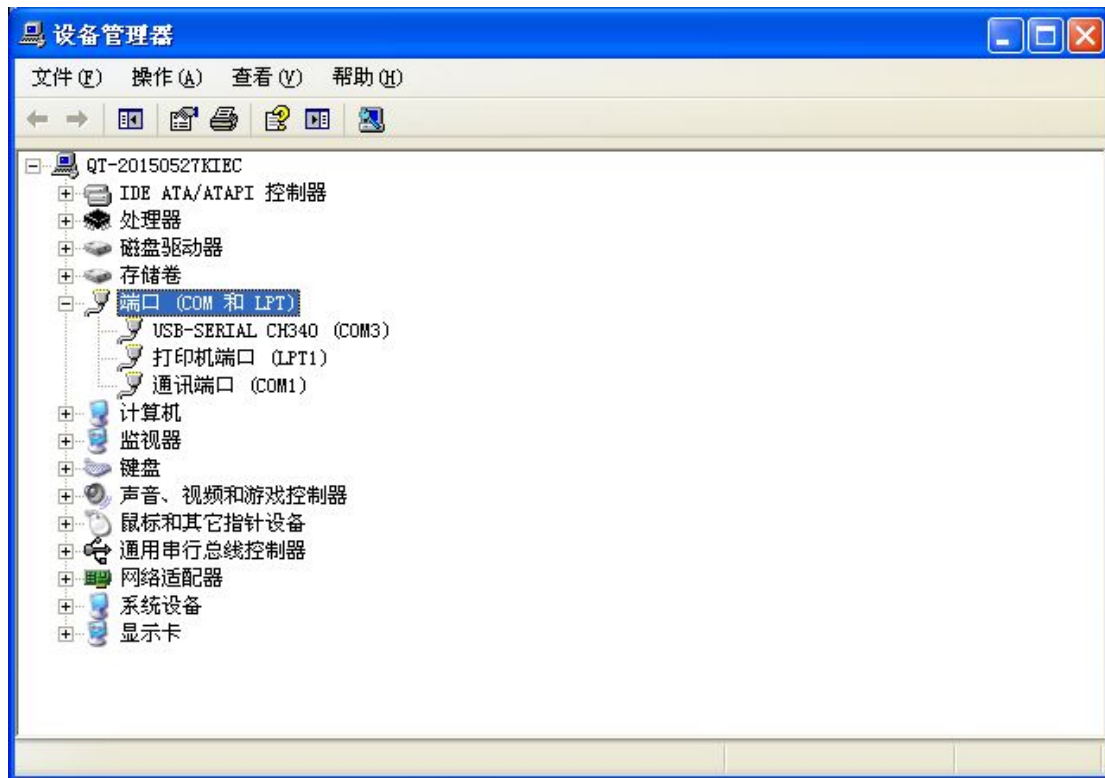 设备管理器
文件(F) 操作(A) 查看(V) 帮助(H)
QT-20150527KIEC
IDE ATA/ATAPI 控制器
处理器
磁盘驱动器
存储卷
端口 (COM 和 LPT)
USB-SERIAL CH340 (COM3)
打印机端口 (LPT1)
通讯端口 (COM1)
计算机
监视器
键盘
声音、视频和游戏控制器
鼠标和其它指针设备
通用串行总线控制器
网络适配器
系统设备
显示卡